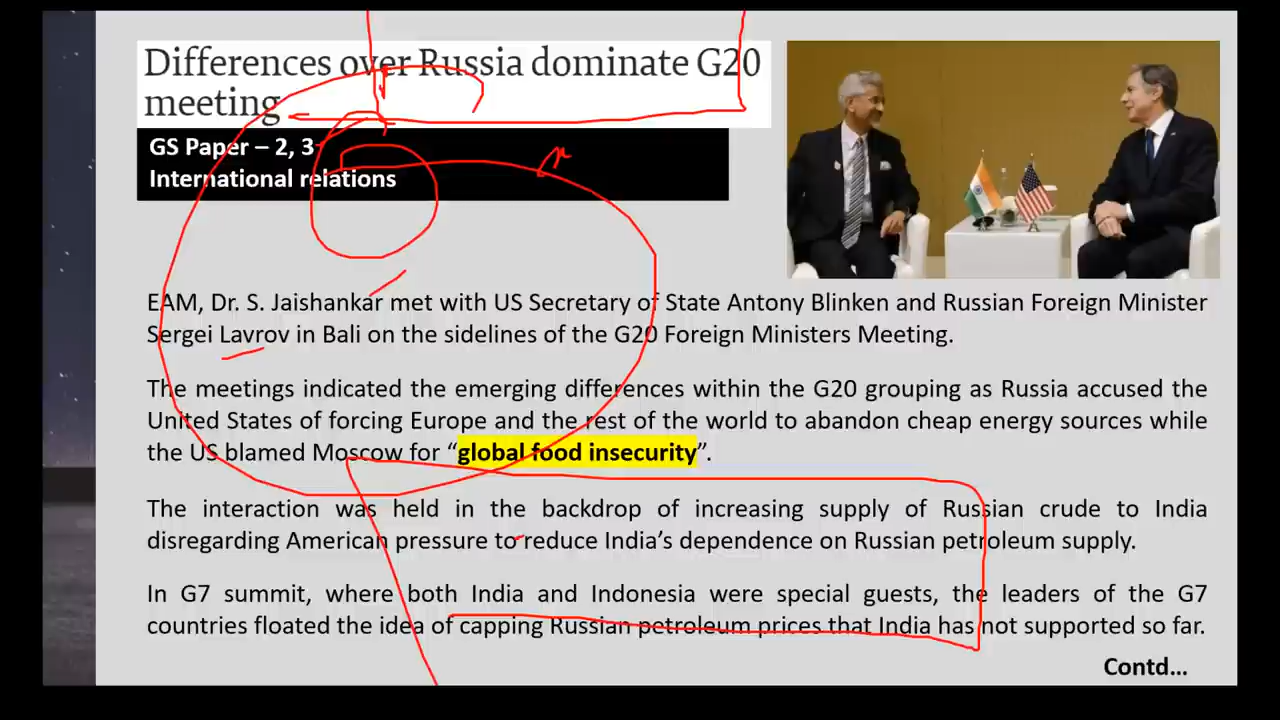 Differences over Russia dominate G20
meeting
GS Paper – 2, 3
International relations
EAM, Dr. S. Jaishankar met with US Secretary of State Antony Blinken and Russian Foreign Minister
Sergei Lavrov in Bali on the sidelines of the G20 Foreign Ministers Meeting.
The meetings indicated the emerging differences within the G20 grouping as Russia accused the
United States of forcing Europe and the rest of the world to abandon cheap energy sources while
the US blamed Moscow for “global food insecurity”.
The interaction was held in the backdrop of increasing supply of Russian crude to India
disregarding American pressure to reduce India’s dependence on Russian petroleum supply.
In G7 summit, where both India and Indonesia were special guests, the leaders of the G7
countries floated the idea of capping Russian petroleum prices that India has not supported so far.
Contd...